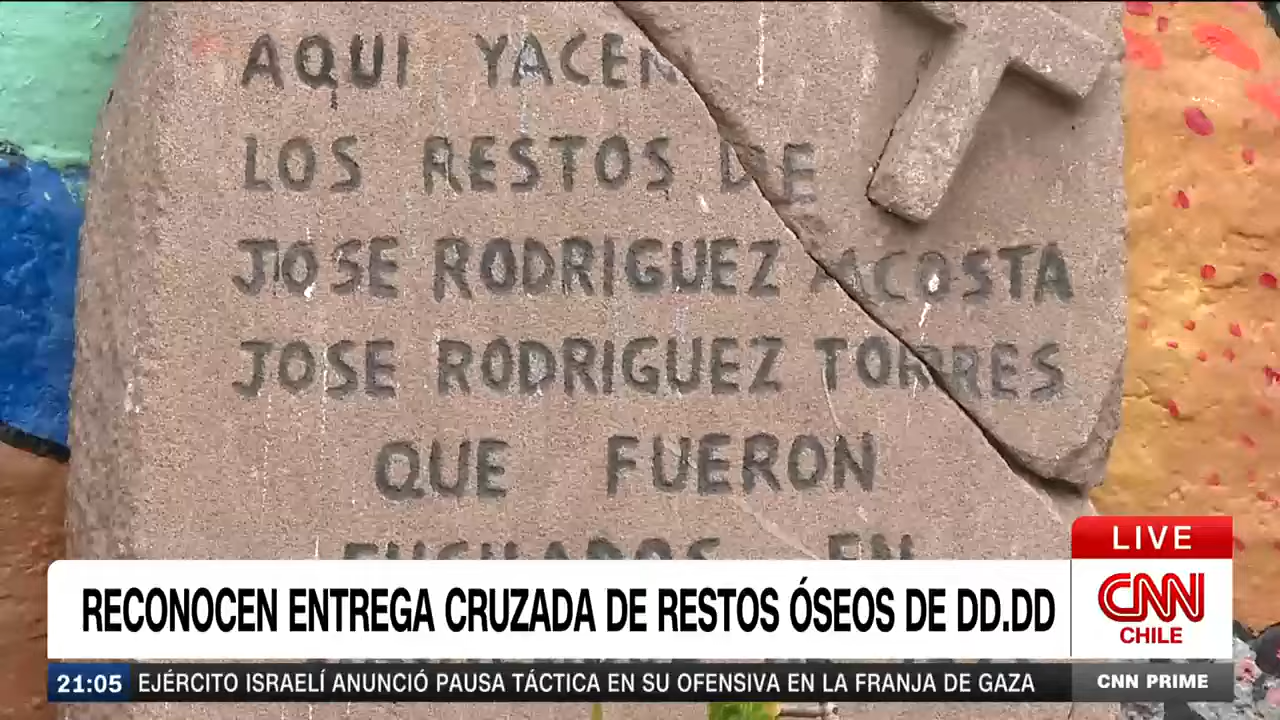 AQUI YACEN
LOS RESTOS DE
JOSE RODRIGUEZ ACOSTA
JOSE RODRIGUEZ TORRES
QUE FUERON
EN
LIVE
RECONOCEN ENTREGA CRUZADA DE RESTOS ÓSEOS DE DD.DD
CNN
CHILE
21:05 EJÉRCITO ISRAELÍ ANUNCIÓ PAUSA TÁCTICA EN SU OFENSIVA EN LA FRANJA DE GAZA
CNN PRIME